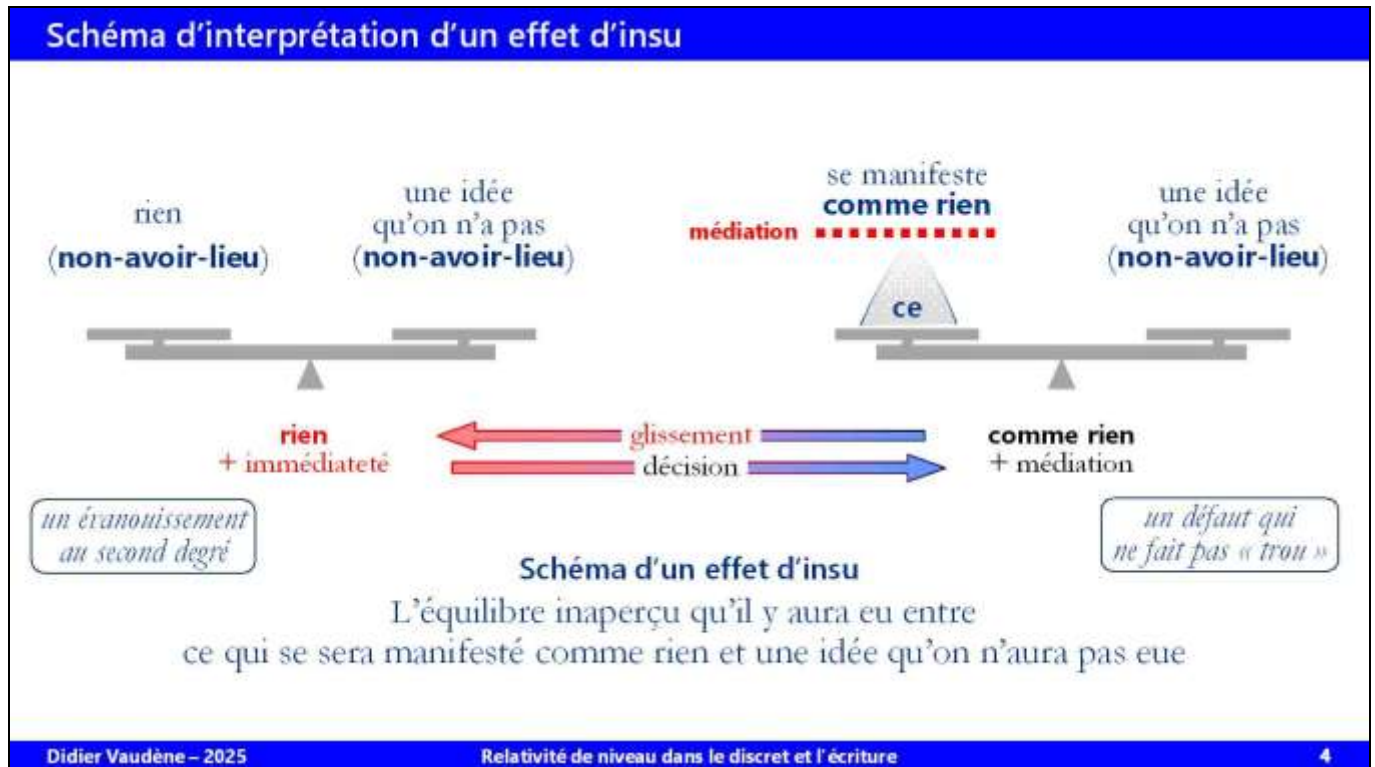 Schéma d'interprétation d'un effet d'insu
rien
(non-avoir-lieu)
une idée
qu'on n'a pas
(non-avoir-lieu)
se manifeste
comme rien
médiation
ce
une idée
qu'on n'a pas
(non-avoir-lieu)
rien
+ immédiateté
glissement
décision
comme rien
+ médiation
un évanouissement
au second degré
un défaut qui
ne fait pas « trou »
Schéma d'un effet d'insu
L'équilibre inaperçu qu'il y aura eu entre
ce qui se sera manifesté comme rien et une idée qu'on n'aura pas eue
Didier Vaudène – 2025
Relativité de niveau dans le discret et l'écriture
4